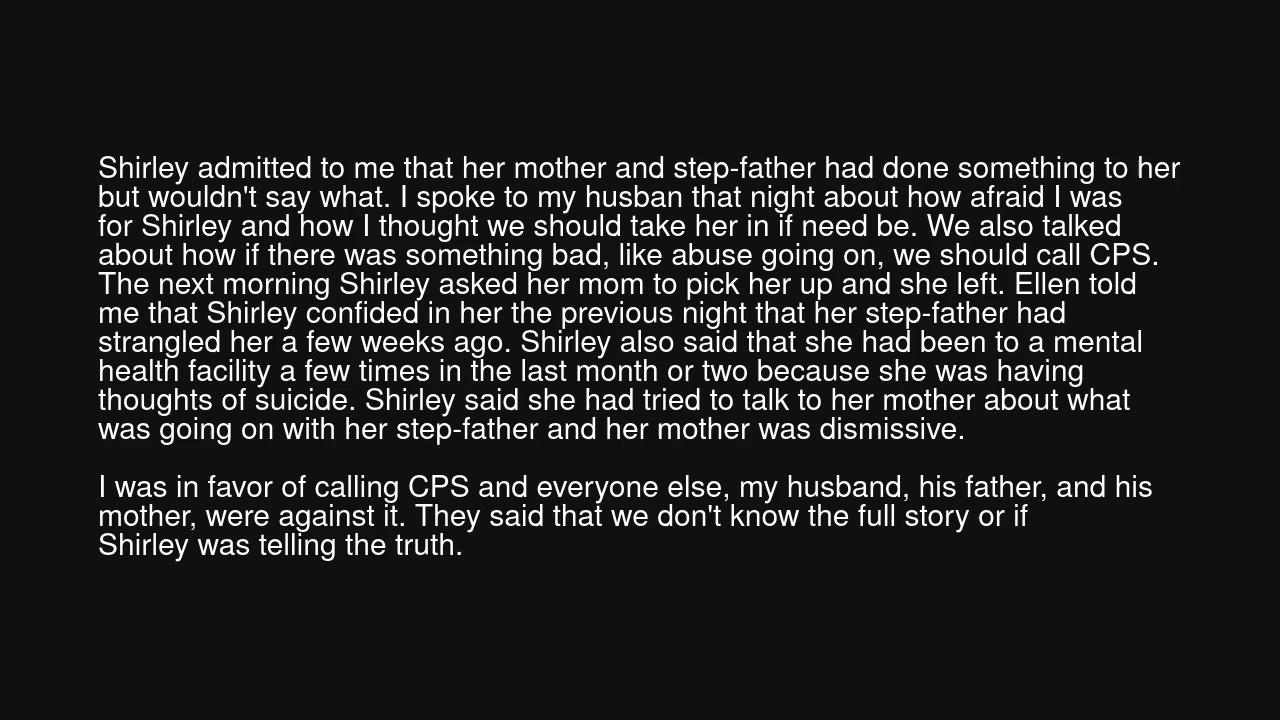 Shirley admitted to me that her mother and step-father had done something to her
but wouldn't say what. I spoke to my husban that night about how afraid I was
for Shirley and how I thought we should take her in if need be. We also talked
about how if there was something bad, like abuse going on, we should call CPS.
The next morning Shirley asked her mom to pick her up and she left. Ellen told
me that Shirley confided in her the previous night that her step-father had
strangled her a few weeks ago. Shirley also said that she had been to a mental
health facility a few times in the last month or two because she was having
thoughts of suicide. Shirley said she had tried to talk to her mother about what
was going on with her step-father and her mother was dismissive.

I was in favor of calling CPS and everyone else, my husband, his father, and his
mother, were against it. They said that we don't know the full story or if
Shirley was telling the truth.